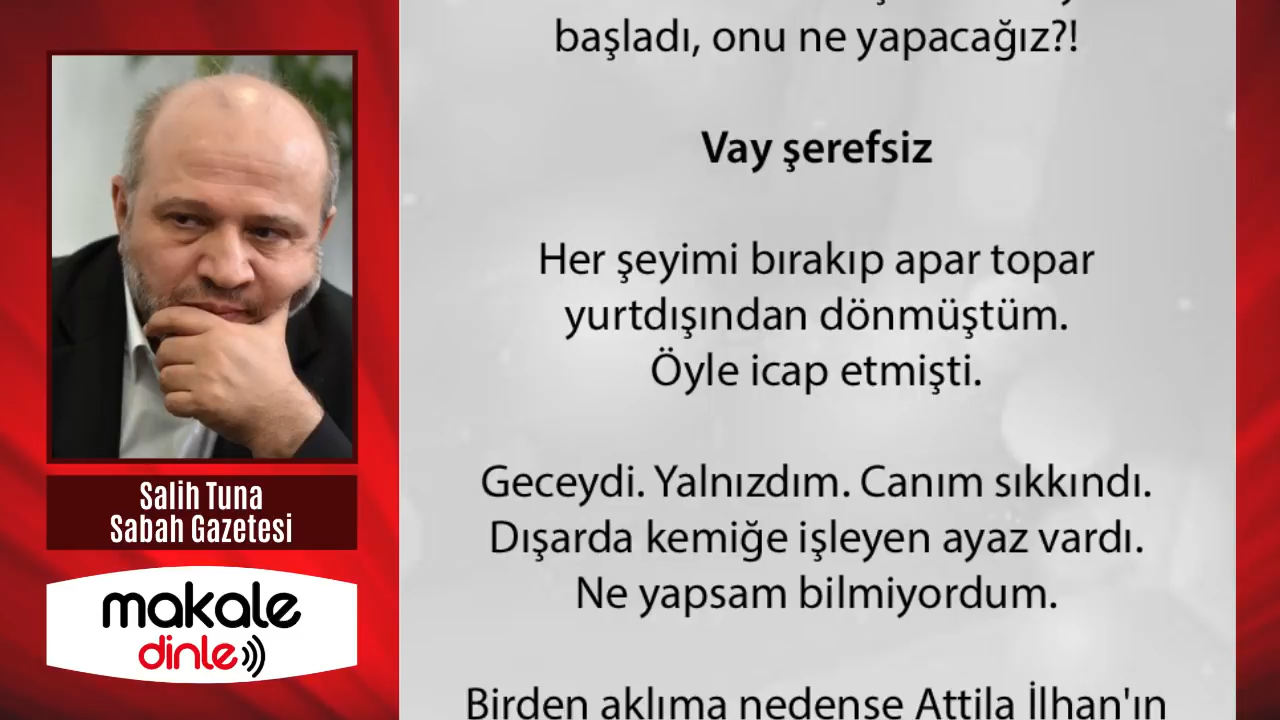 başladı, onu ne yapacağız?!
Vay şerefsiz
Her şeyimi bırakıp apar topar
yurtdışından dönmüştüm.
Öyle icap etmişti.
Geceydi. Yalnızdım. Canım sıkkındı.
Dışarda kemiğe işleyen ayaz vardı.
Ne yapsam bilmiyordum.
Birden aklıma nedense Attila İlhan'ın
Salih Tuna
Sabah Gazetesi
makale
dinle